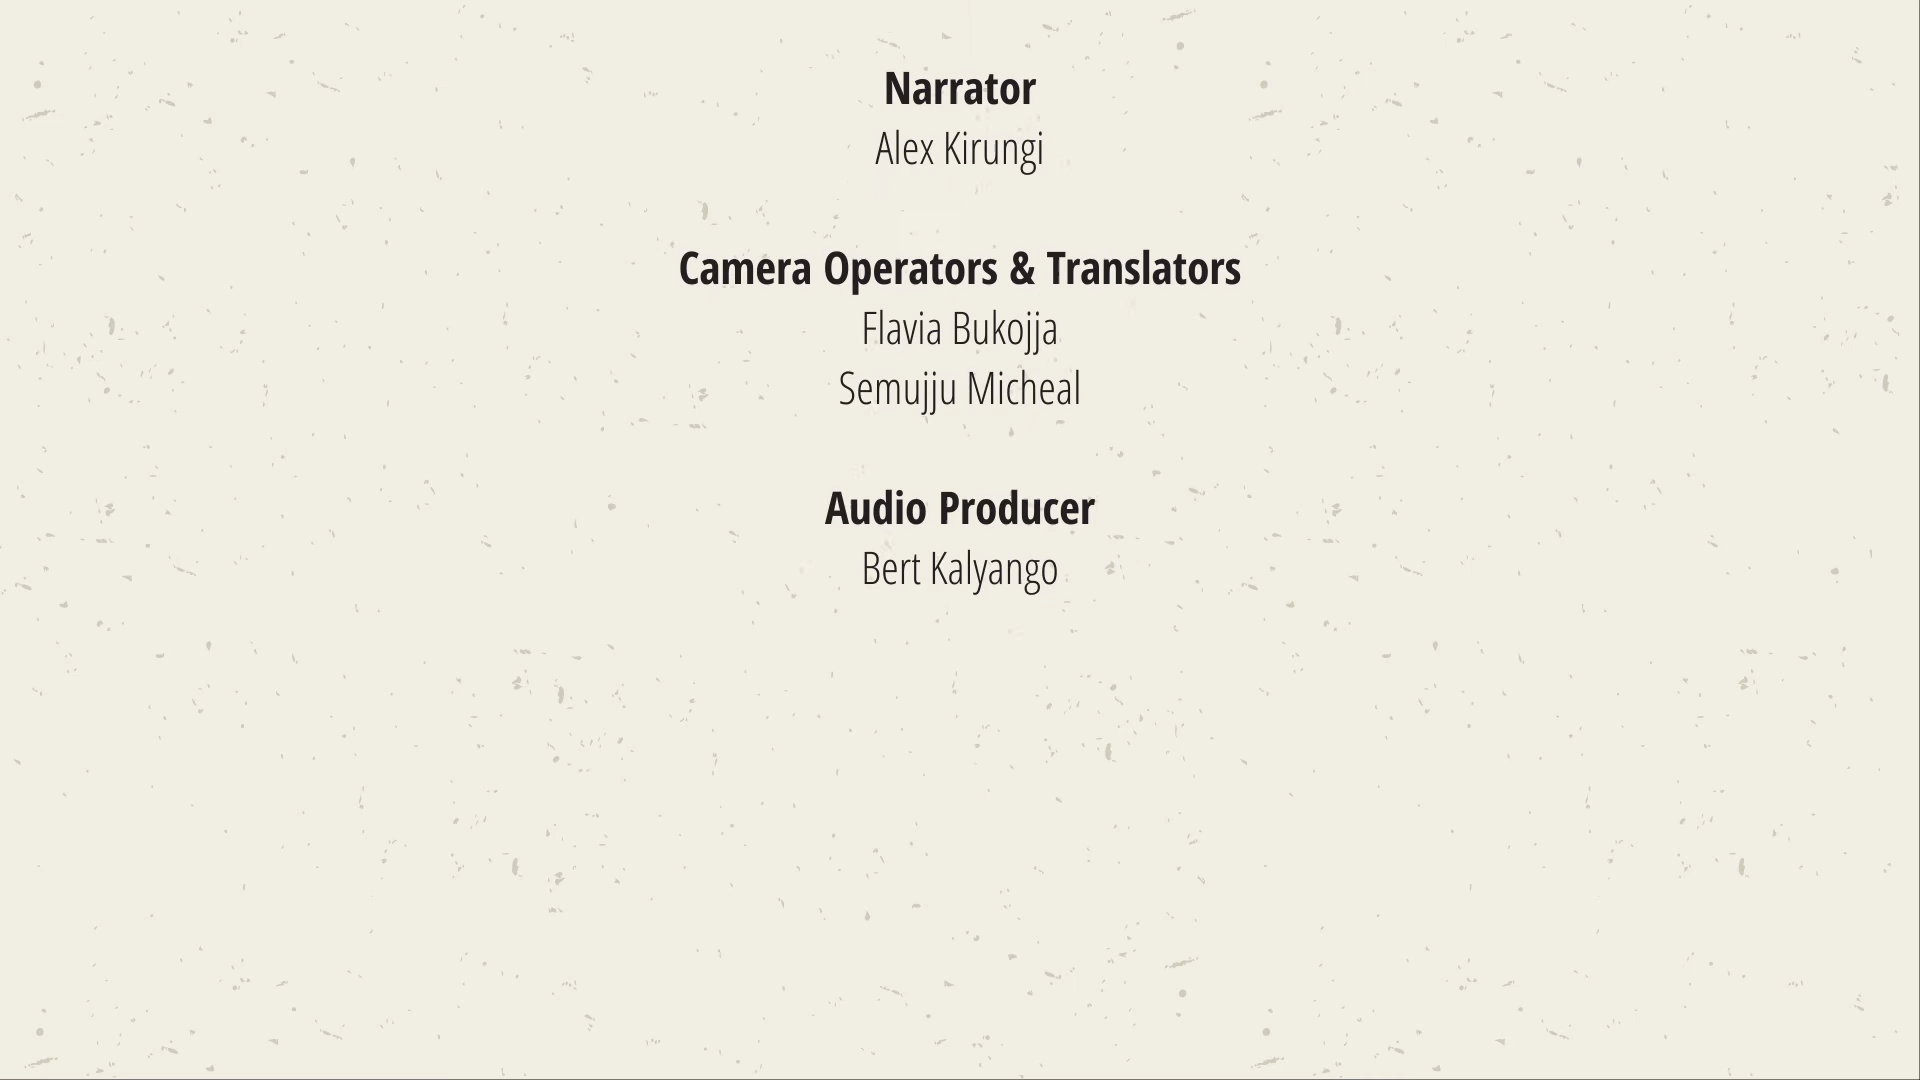 Narrator
Alex Kirungi
Camera Operators & Translators
Flavia Bukojja
Semujju Micheal
Audio Producer
Bert Kalyango